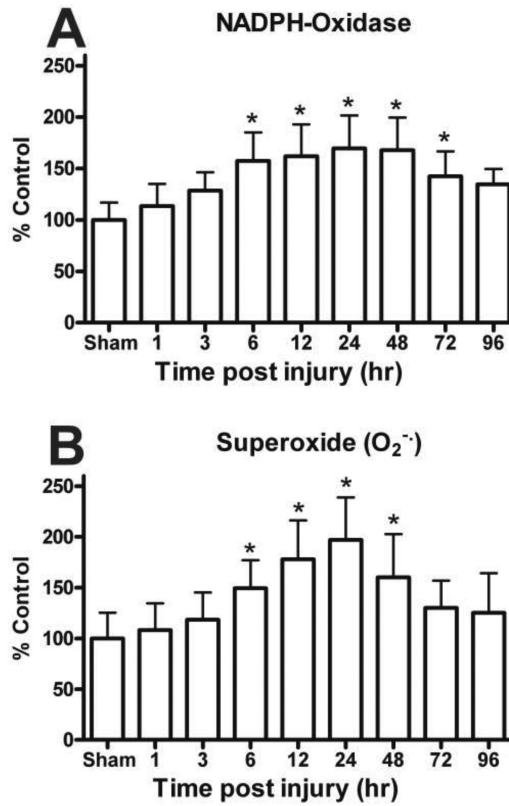 A
NADPH-Oxidase
250
*
*
*
*
200
*
150
100
50
0
% Control
Sham 1 3 6 12 24 48 72 96
Time post injury (hr)
B
Superoxide (O₂⁻·)
250
*
*
*
200
*
150
100
50
0
% Control
Sham 1 3 6 12 24 48 72 96
Time post injury (hr)